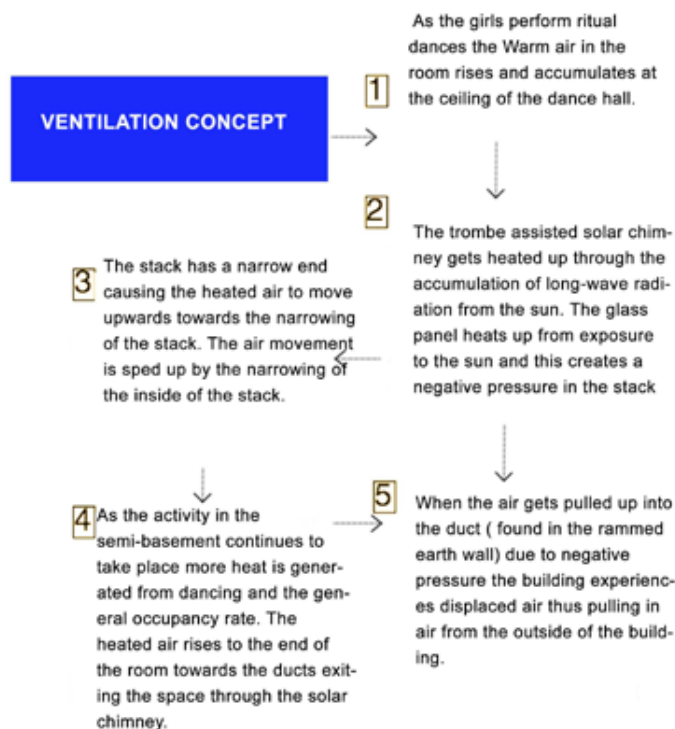 VENTILATION CONCEPT
1
As the girls perform ritual
dances the Warm air in the
room rises and accumulates at
the ceiling of the dance hall.
2
The trombe assisted solar chim-
ney gets heated up through the
accumulation of long-wave radi-
ation from the sun. The glass
panel heats up from exposure
to the sun and this creates a
negative pressure in the stack
3
The stack has a narrow end
causing the heated air to move
upwards towards the narrowing
of the stack. The air movement
is sped up by the narrowing of
the inside of the stack.
4
As the activity in the
semi-basement continues to
take place more heat is gener-
ated from dancing and the gen-
eral occupancy rate. The
heated air rises to the end of
the room towards the ducts exit-
ing the space through the solar
chimney.
5
When the air gets pulled up into
the duct ( found in the rammed
earth wall) due to negative
pressure the building experienc-
es displaced air thus pulling in
air from the outside of the build-
ing.